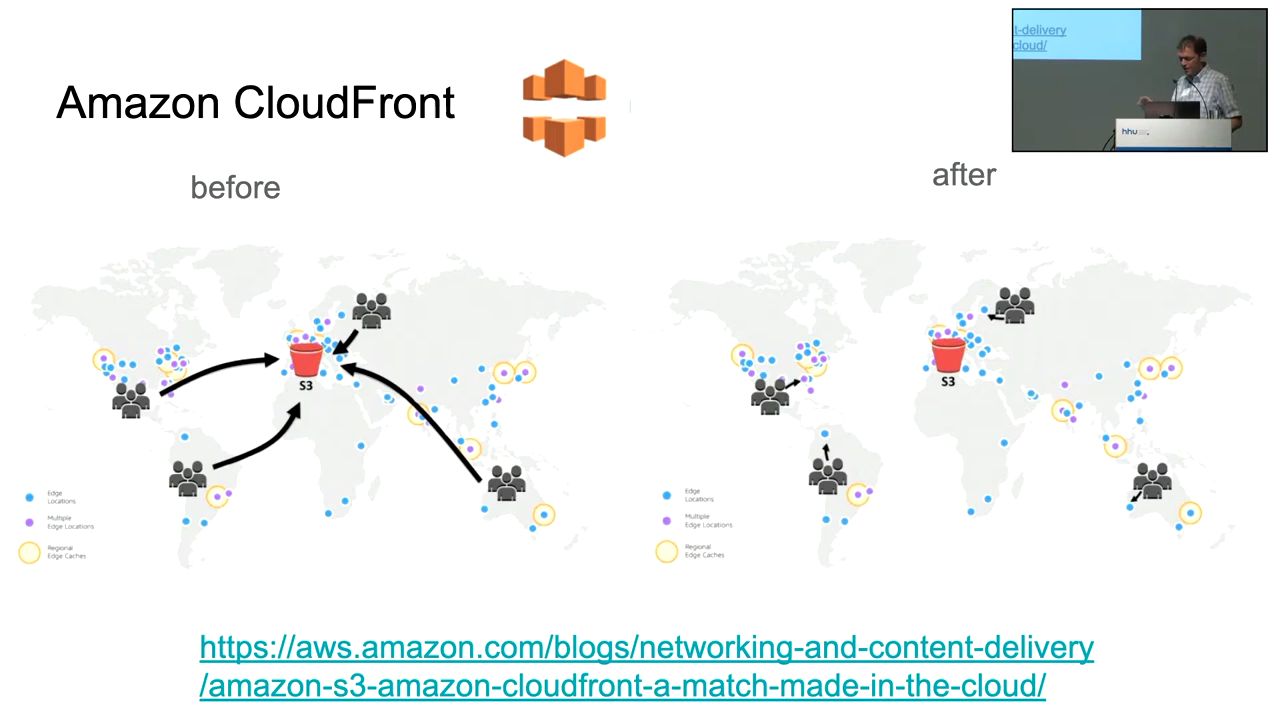 Amazon CloudFront
t-delivery
cloud/
hhu
before
after
S3
Edge
Locations
Multiple
Edge Locations
Regional
Edge Caches
S3
Edge
Locations
Multiple
Edge Locations
Regional
Edge Caches
https://aws.amazon.com/blogs/networking-and-content-delivery
/amazon-s3-amazon-cloudfront-a-match-made-in-the-cloud/